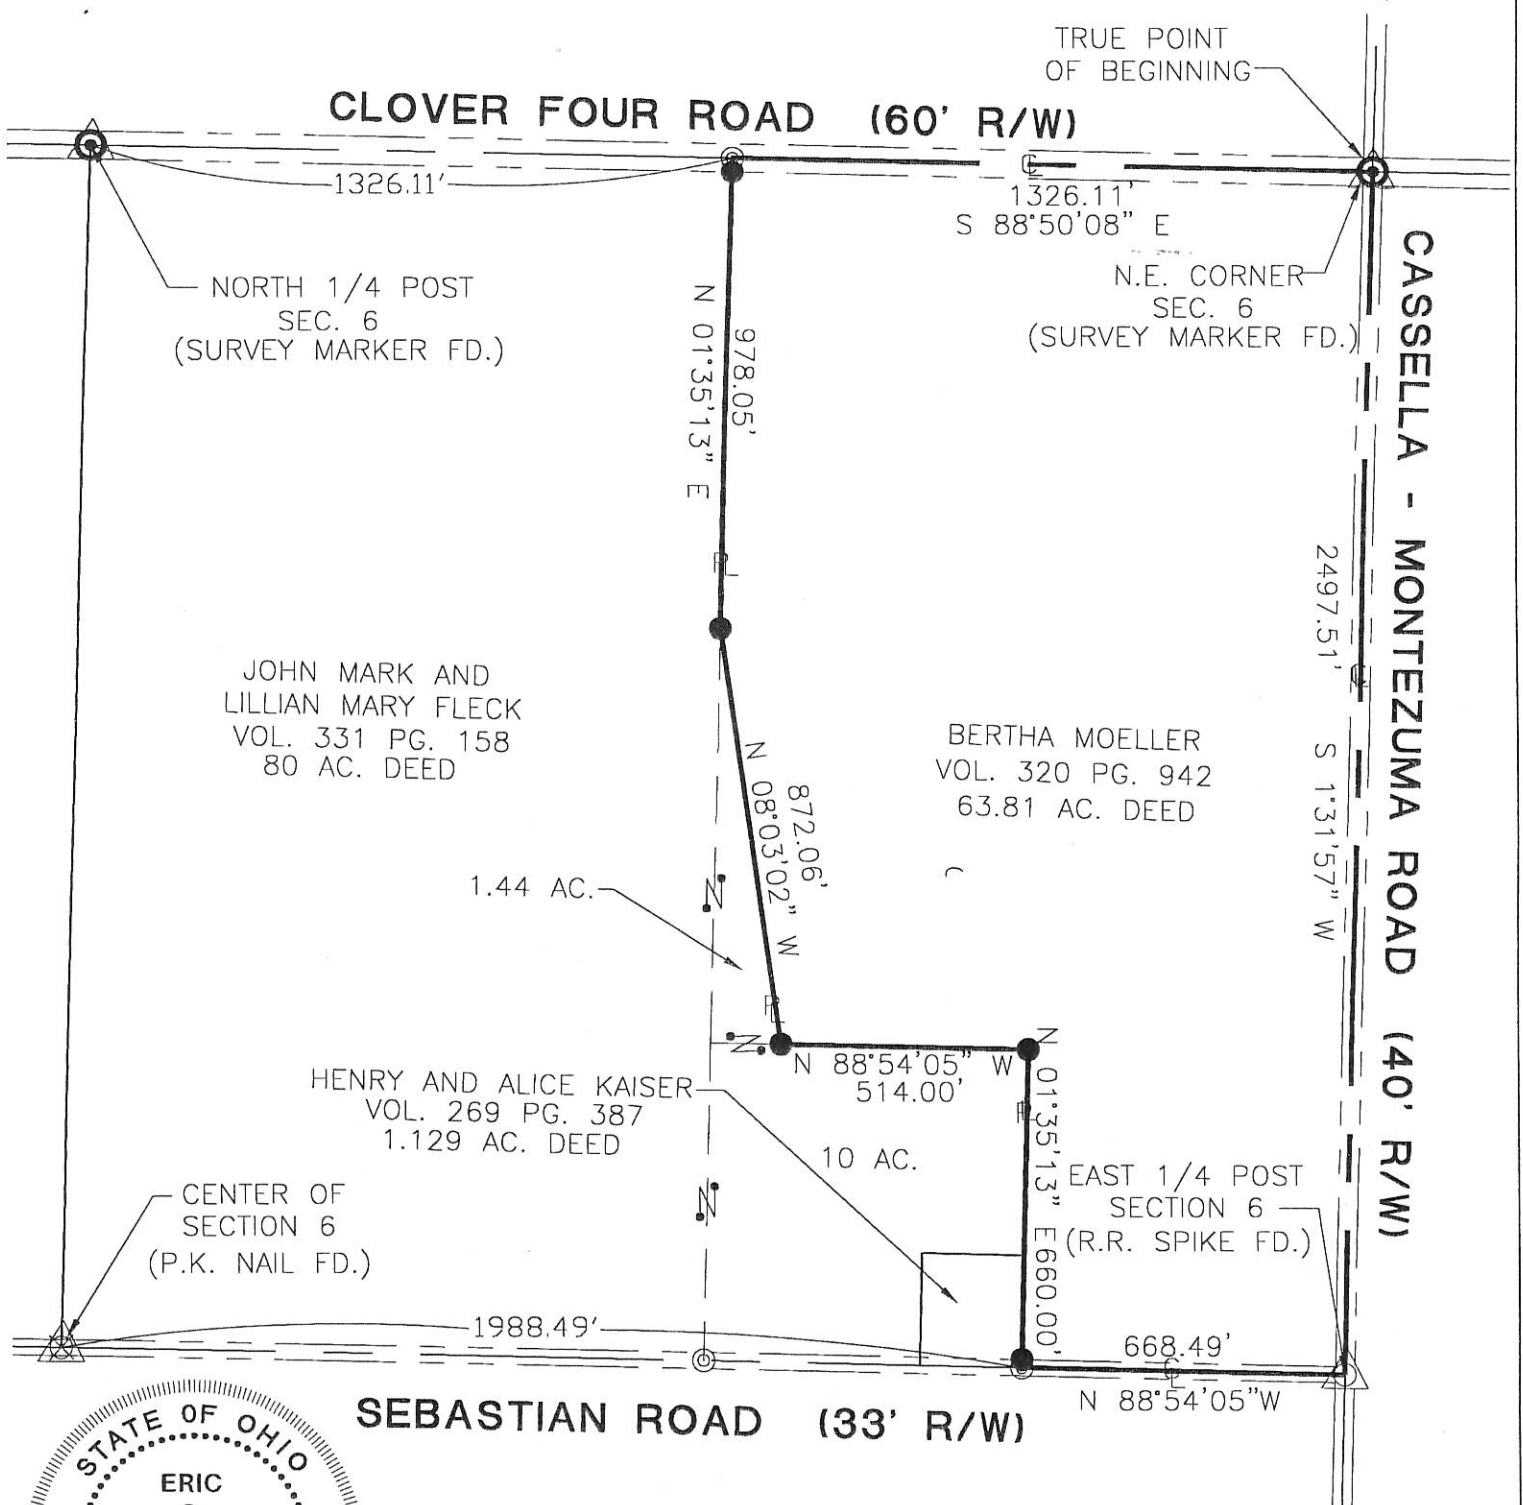 TRUE POINT
OF BEGINNING
CLOVER FOUR ROAD (60' R/W)
1326.11'
1326.11'
S 88°50'08" E
NORTH 1/4 POST
SEC. 6
(SURVEY MARKER FD.)
N.E. CORNER
SEC. 6
(SURVEY MARKER FD.)
978.05'
N 01°35'13" E
CASSELLA - MONTEZUMA ROAD (40' R/W)
2497.51' S 1°31'57" W
JOHN MARK AND
LILLIAN MARY FLECK
VOL. 331 PG. 158
80 AC. DEED
BERTHA MOELLER
VOL. 320 PG. 942
63.81 AC. DEED
872.06'
N 08°03'02" W
1.44 AC.
N 88°54'05" W
514.00'
HENRY AND ALICE KAISER
VOL. 269 PG. 387
1.129 AC. DEED
10 AC.
N 01°35'13" E 660.00'
EAST 1/4 POST
SECTION 6
(R.R. SPIKE FD.)
CENTER OF
SECTION 6
(P.K. NAIL FD.)
1988.49'
668.49'
N 88°54'05"W
SEBASTIAN ROAD (33' R/W)
STATE OF OHIO
ERIC